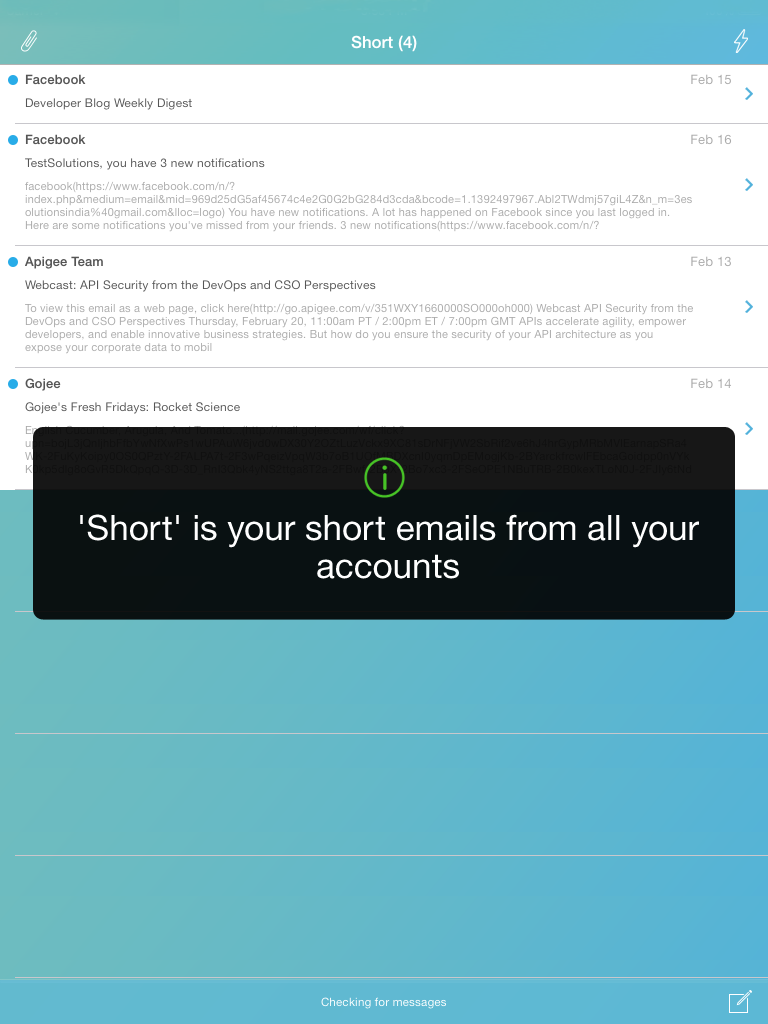 Short (4)
Facebook
Feb 15
Developer Blog Weekly Digest
Facebook
Feb 16
TestSolutions, you have 3 new notifications
facebook(https://www.facebook.com/n/?
index.php&medium=email&mid=969d25dG5af45674c4e2G0G2bG284d3cda&bcode=1.1392497967.Abl2TWdmj57giL4Z&n_m=3es
olutionsindia%40gmail.com&lloc=logo) You have new notifications. A lot has happened on Facebook since you last logged in.
Here are some notifications you've missed from your friends. 3 new notifications(https://www.facebook.com/n/?
Apigee Team
Feb 13
Webcast: API Security from the DevOps and CSO Perspectives
To view this email as a web page, click here(http://go.apigee.com/v/351WXY1660000SO000oh000) Webcast API Security from the
DevOps and CSO Perspectives Thursday, February 20, 11:00am PT / 2:00pm ET / 7:00pm GMT APIs accelerate agility, empower
developers, and enable innovative business strategies. But how do you ensure the security of your API architecture as you
expose your corporate data to mobil
Gojee
Feb 14
Gojee's Fresh Fridays: Rocket Science
'Short' is your short emails from all your
accounts
Checking for messages